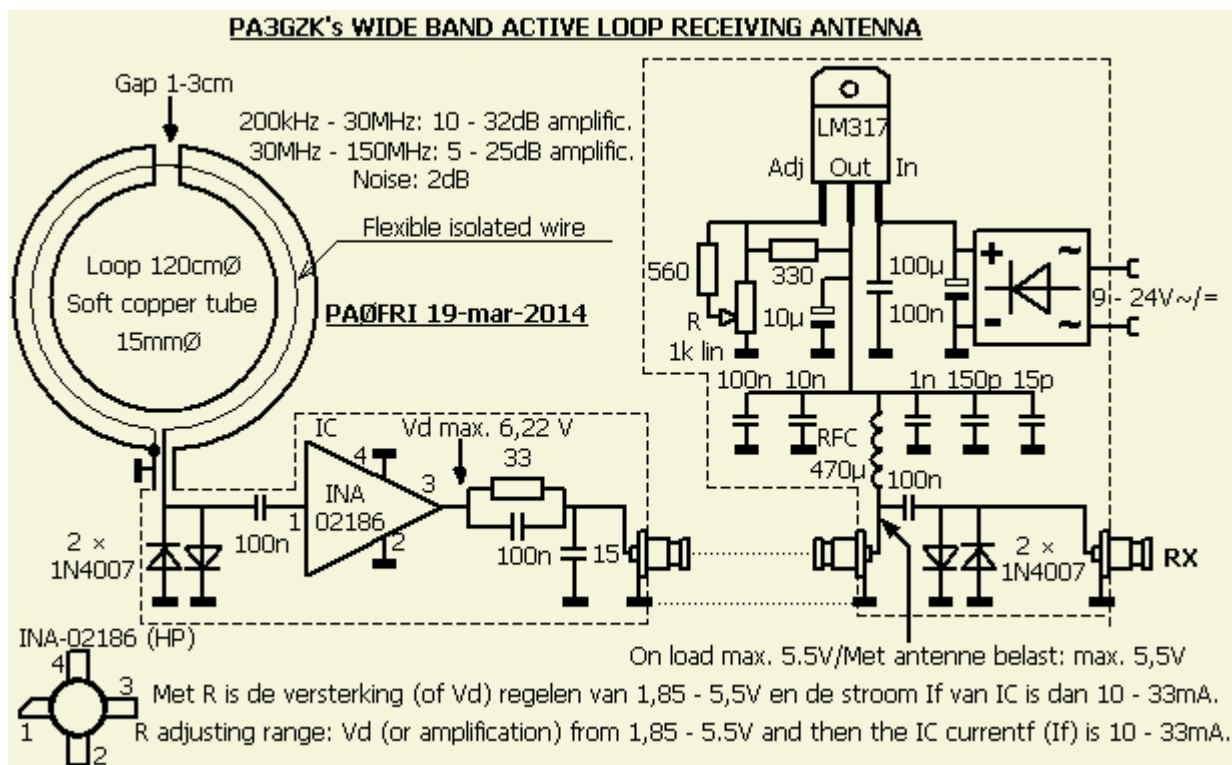 PA3GZK's WIDE BAND ACTIVE LOOP RECEIVING ANTENNA
Gap 1-3cm
200kHz - 30MHz: 10 - 32dB amplific.
30MHz - 150MHz: 5 - 25dB amplific.
Noise: 2dB
Flexible isolated wire
Loop 120cmØ
Soft copper tube
15mmØ
PAØFRI 19-mar-2014
LM317
Adj Out In
560
330
R
1k lin
10µ
100µ
100n
+
-
~
~
9 - 24V~/=
100n 10n
1n 150p 15p
RFC
470µ
100n
IC
Vd max. 6,22 V
33
4
INA
02186
3
1
2
100n
100n
15
2 ×
1N4007
2 ×
1N4007
RX
INA-02186 (HP)
4
3
1
2
On load max. 5.5V/Met antenne belast: max. 5,5V
Met R is de versterking (of Vd) regelen van 1,85 - 5,5V en de stroom If van IC is dan 10 - 33mA.
R adjusting range: Vd (or amplification) from 1,85 - 5.5V and then the IC currentf (If) is 10 - 33mA.